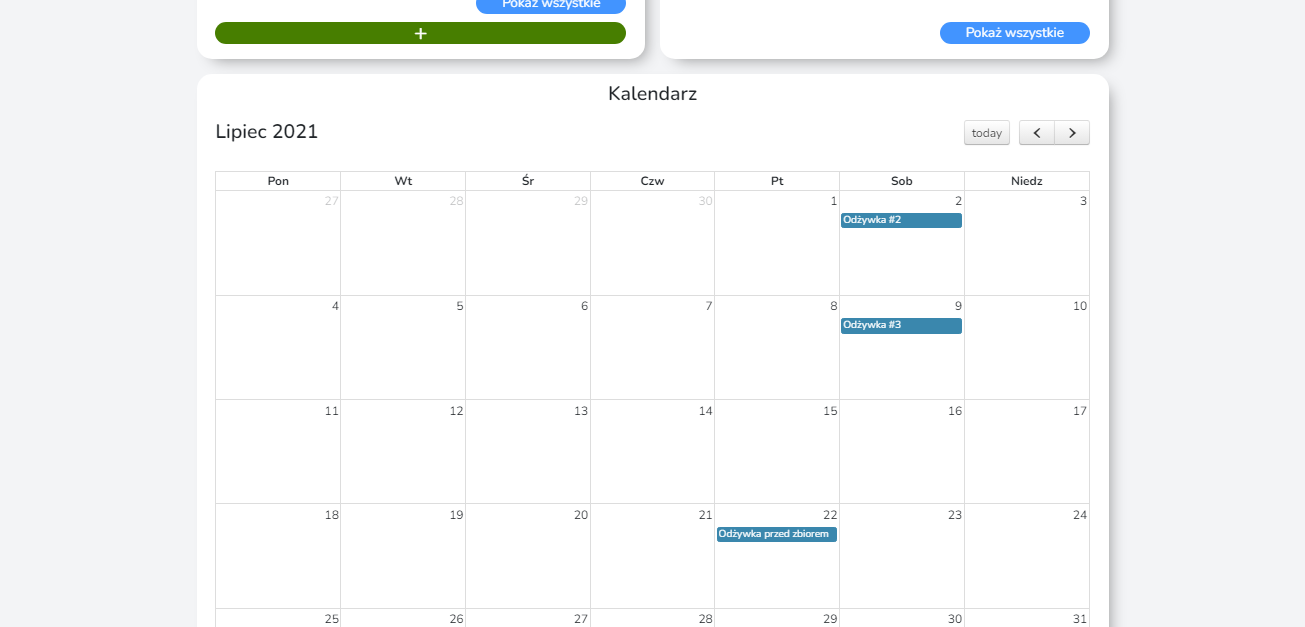 Pokaż wszystkie
+
Pokaż wszystkie
Kalendarz
Lipiec 2021
today
Pon Wt Śr Czw Pt Sob Niedz
27 28 29 30 1 2 3
Odżywka #2
4 5 6 7 8 9 10
Odżywka #3
11 12 13 14 15 16 17
18 19 20 21 22 23 24
Odżywka przed zbiorem
25 26 27 28 29 30 31